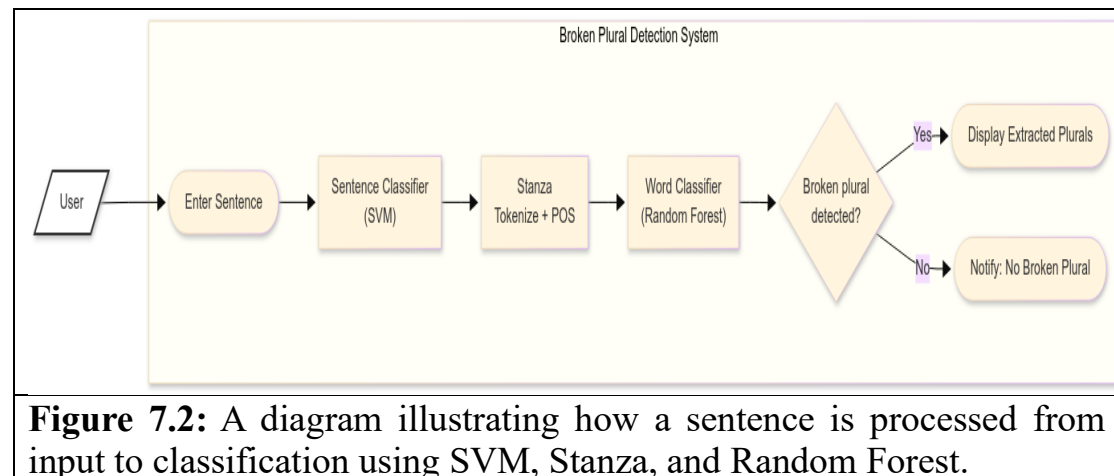 Broken Plural Detection System
User
Enter Sentence
Sentence Classifier
(SVM)
Stanza
Tokenize + POS
Word Classifier
(Random Forest)
Broken plural
detected?
Yes
Display Extracted Plurals
No
Notify: No Broken Plural
Figure 7.2: A diagram illustrating how a sentence is processed from
input to classification using SVM, Stanza, and Random Forest.